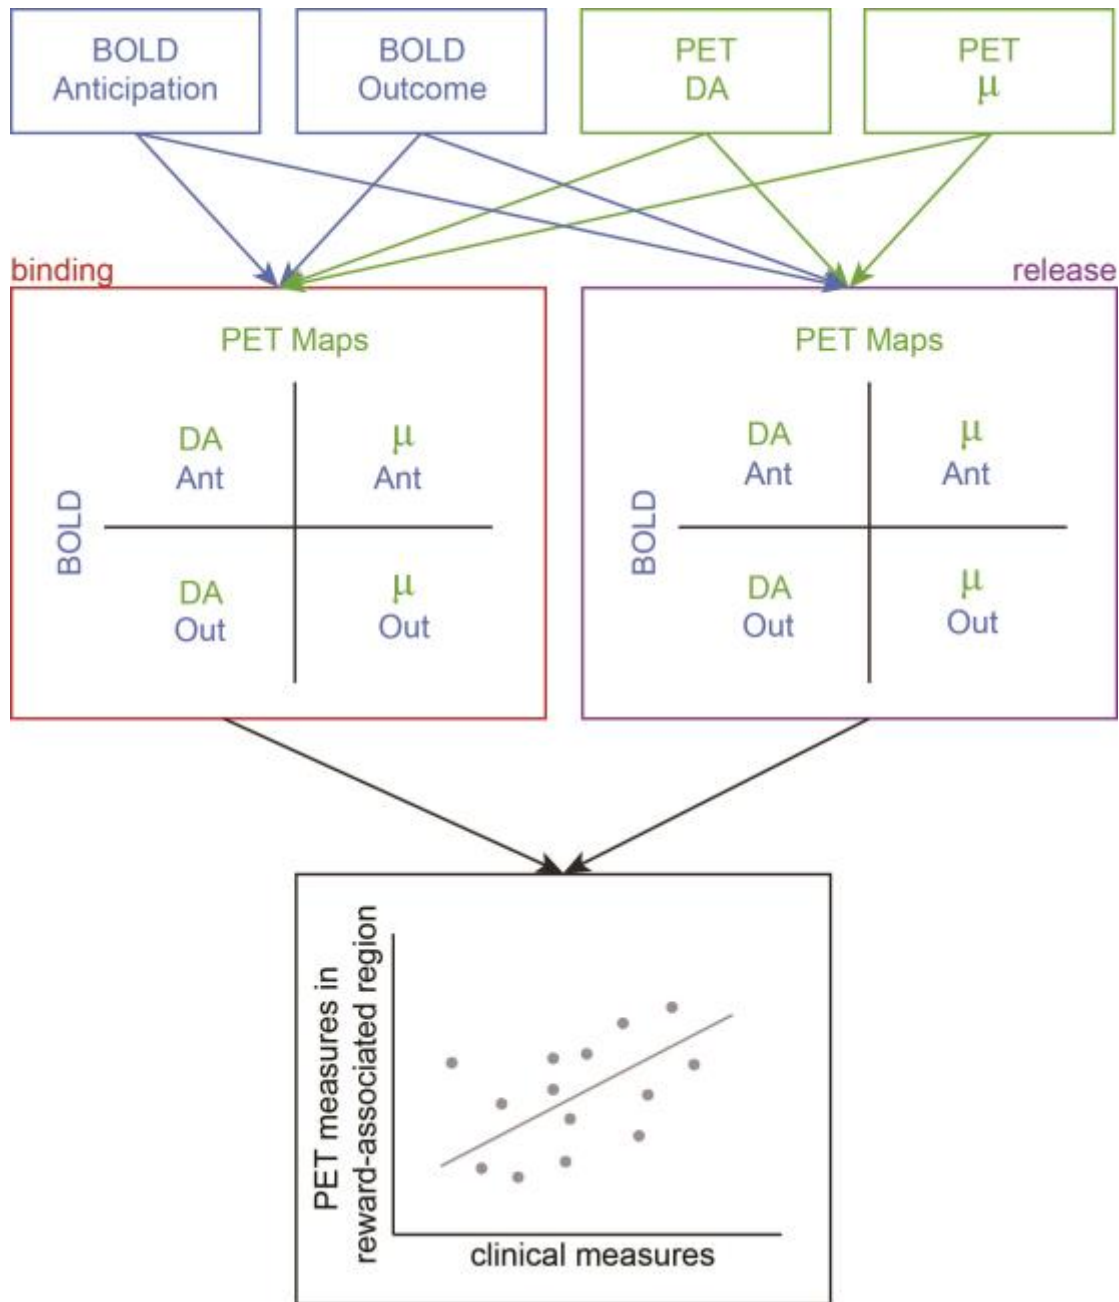 BOLD
Anticipation
BOLD
Outcome
PET
DA
PET
μ
binding
release
PET Maps
DA
Ant
μ
Ant
BOLD
DA
Out
μ
Out
PET Maps
DA
Ant
μ
Ant
BOLD
DA
Out
μ
Out
PET measures in
reward-associated region
clinical measures